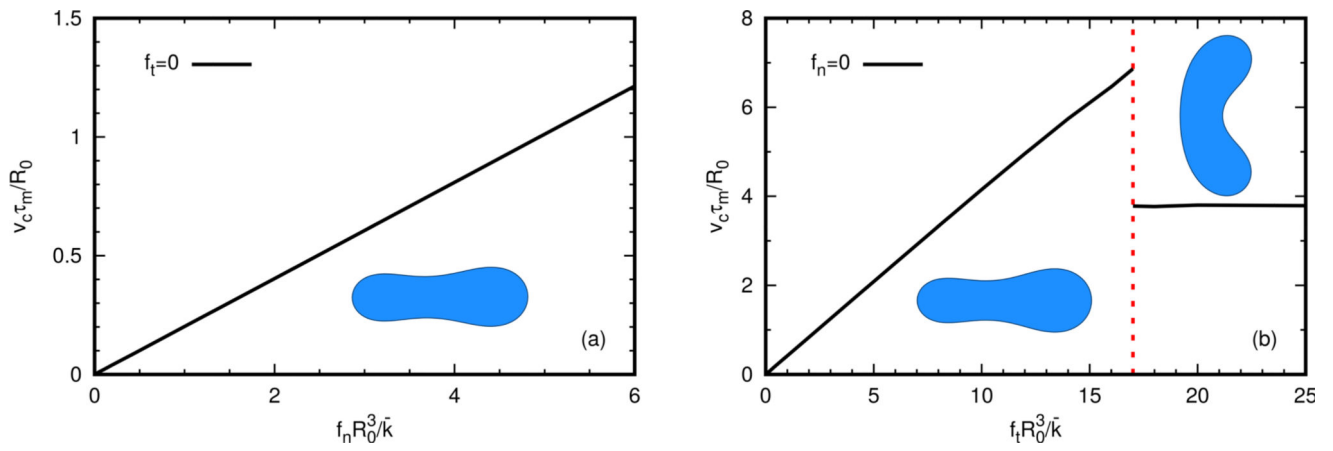 1.5
1
0.5
0
v_cτ_m/R_0
f_t=0
(a)
0 2 4 6
f_nR_0^3/k̄
8
6
4
2
0
v_cτ_m/R_0
f_n=0
(b)
0 5 10 15 20 25
f_tR_0^3/k̄